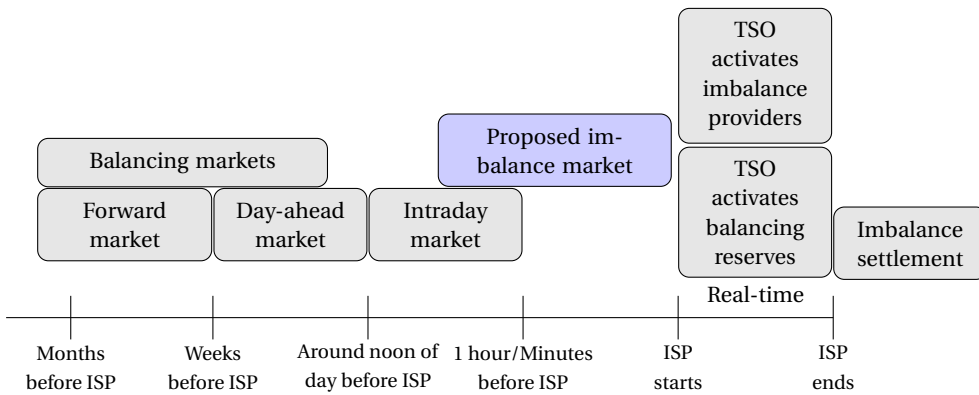 TSO
activates
imbalance
providers
Proposed im-
balance market
Balancing markets
TSO
activates
balancing
reserves
Forward
market
Day-ahead
market
Intraday
market
Imbalance
settlement
Real-time
Months
before ISP
Weeks
before ISP
Around noon of
day before ISP
1 hour/Minutes
before ISP
ISP
starts
ISP
ends